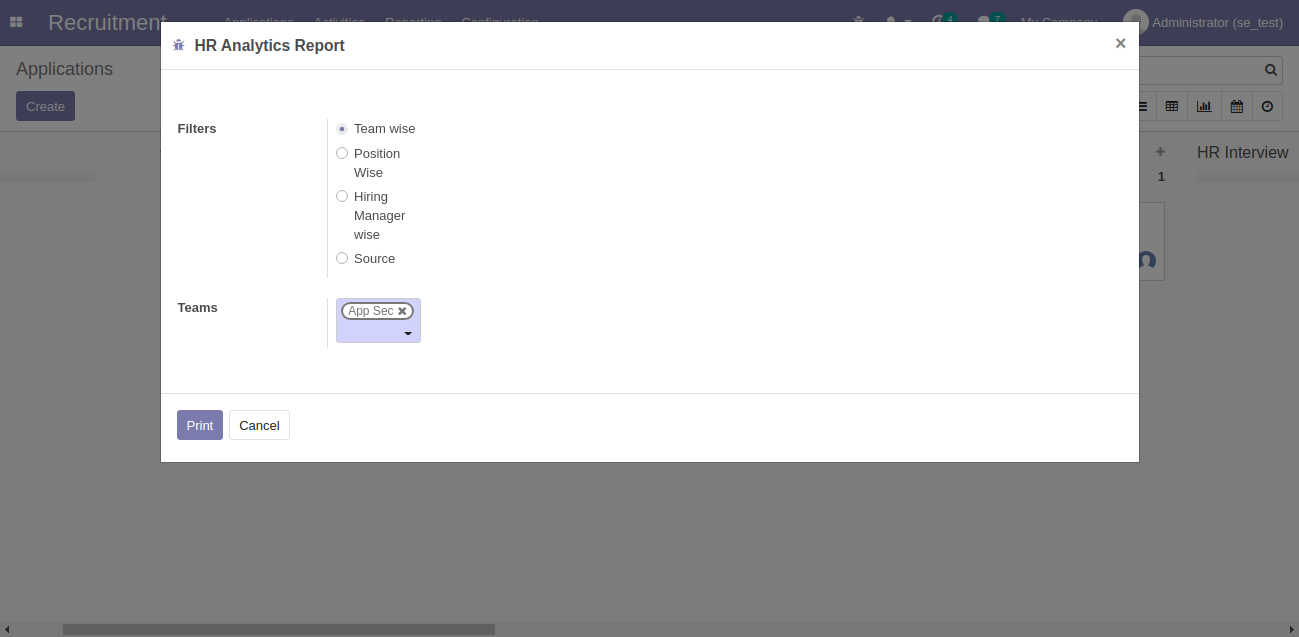 Recruitment
Applications Activities Reporting Configuration
4
7
My Company
Administrator (se_test)
HR Analytics Report
×
Applications
Create
Filters
Team wise
Position
Wise
Hiring
Manager
wise
Source
Teams
App Sec
Print
Cancel
1
HR Interview